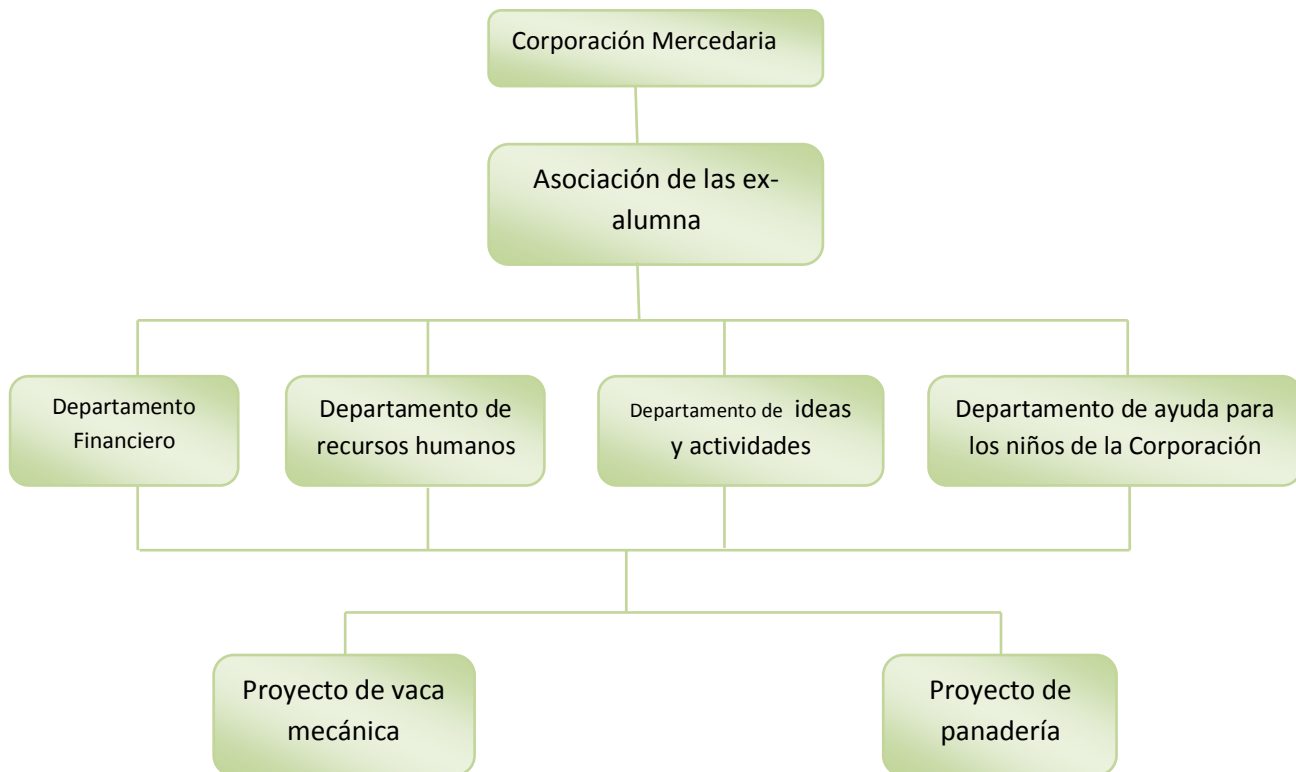 Corporación Mercedaria
Asociación de las ex-
alumna
Departamento
Financiero
Departamento de
recursos humanos
Departamento de ideas
y actividades
Departamento de ayuda para
los niños de la Corporación
Proyecto de vaca
mecánica
Proyecto de
panadería